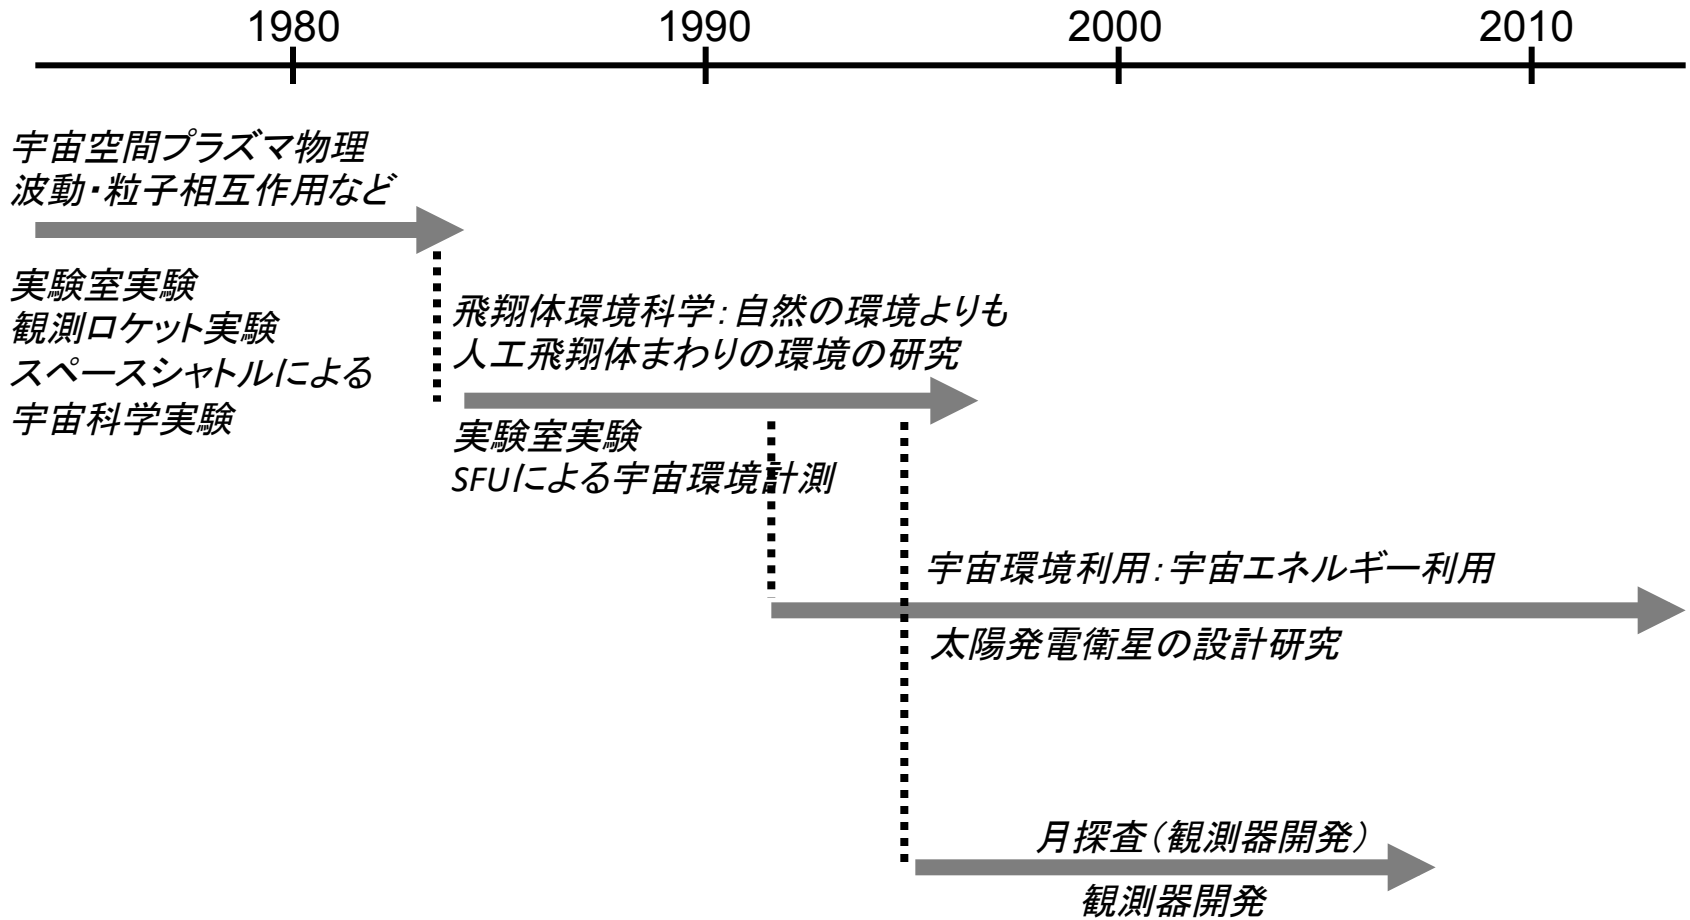 1980 1990 2000 2010
宇宙空間プラズマ物理
波動・粒子相互作用など
実験室実験
観測ロケット実験
スペースシャトルによる
宇宙科学実験
飛翔体環境科学：自然の環境よりも
人工飛翔体まわりの環境の研究
実験室実験
SFUによる宇宙環境計測
宇宙環境利用：宇宙エネルギー利用
太陽発電衛星の設計研究
月探査（観測器開発）
観測器開発